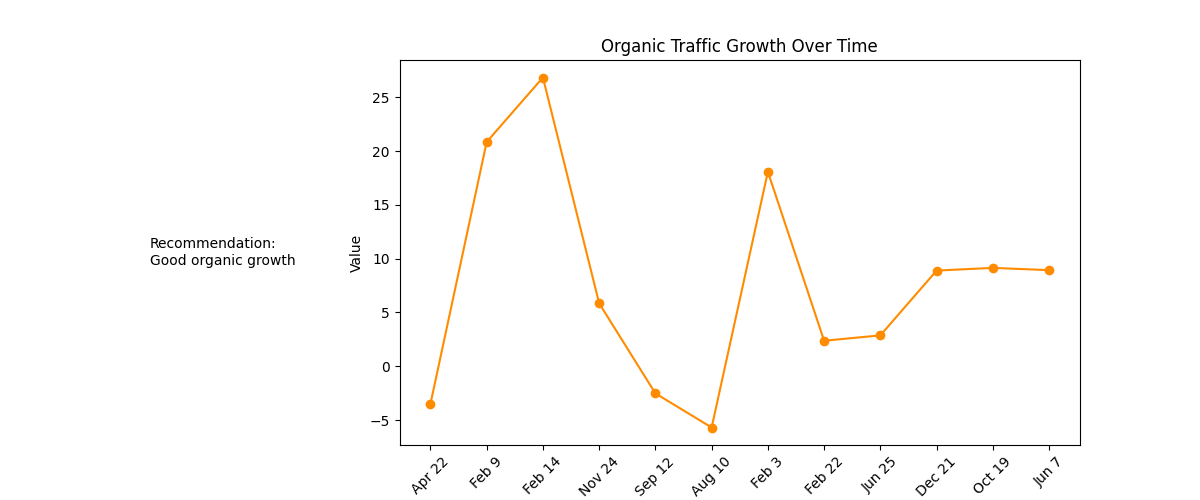 Organic Traffic Growth Over Time
Recommendation:
Good organic growth
Value
25
20
15
10
5
0
−5
Apr 22
Feb 9
Feb 14
Nov 24
Sep 12
Aug 10
Feb 3
Feb 22
Jun 25
Dec 21
Oct 19
Jun 7